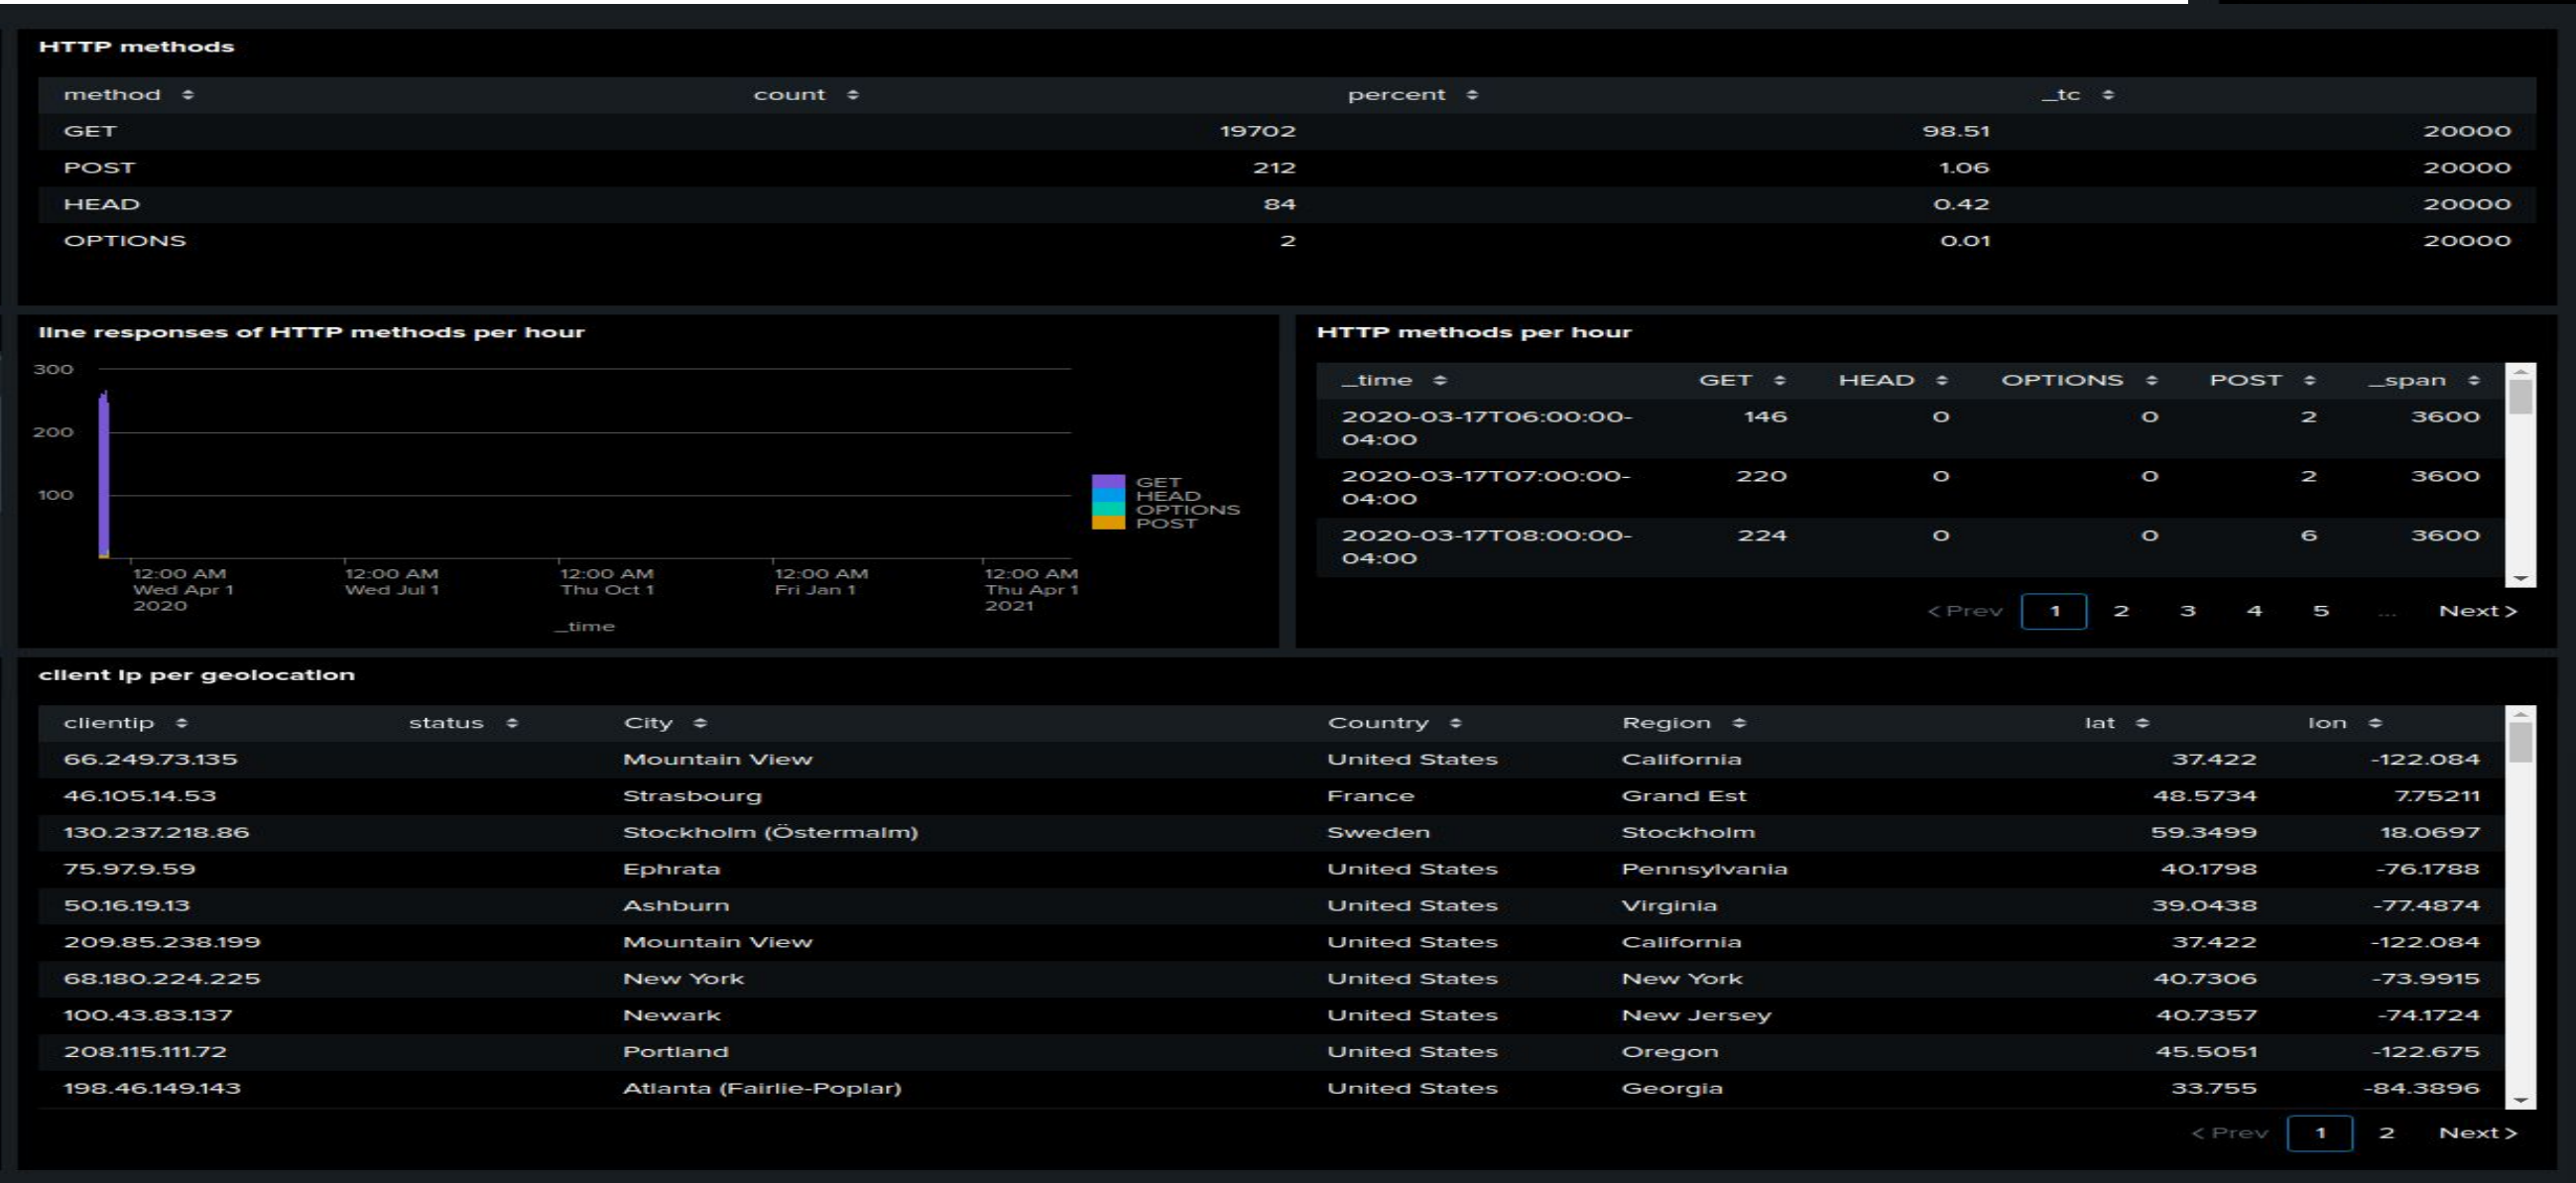 HTTP methods
method count percent _tc
GET 19702 98.51 20000
POST 212 1.06 20000
HEAD 84 0.42 20000
OPTIONS 2 0.01 20000
line responses of HTTP methods per hour
300
200
100
GET
HEAD
OPTIONS
POST
12:00 AM 12:00 AM 12:00 AM 12:00 AM 12:00 AM
Wed Apr 1 Wed Jul 1 Thu Oct 1 Fri Jan 1 Thu Apr 1
2020 2021
_time
HTTP methods per hour
_time GET HEAD OPTIONS POST _span
2020-03-17T06:00:00- 146 0 0 2 3600
04:00
2020-03-17T07:00:00- 220 0 0 2 3600
04:00
2020-03-17T08:00:00- 224 0 0 6 3600
04:00
< Prev 1 2 3 4 5 ... Next >
client ip per geolocation
clientip status City Country Region lat lon
66.249.73.135 Mountain View United States California 37.422 -122.084
46.105.14.53 Strasbourg France Grand Est 48.5734 7.75211
130.237.218.86 Stockholm (Östermalm) Sweden Stockholm 59.3499 18.0697
75.97.9.59 Ephrata United States Pennsylvania 40.1798 -76.1788
50.16.19.13 Ashburn United States Virginia 39.0438 -77.4874
209.85.238.199 Mountain View United States California 37.422 -122.084
68.180.224.225 New York United States New York 40.7306 -73.9915
100.43.83.137 Newark United States New Jersey 40.7357 -74.1724
208.115.111.72 Portland United States Oregon 45.5051 -122.675
198.46.149.143 Atlanta (Fairlie-Poplar) United States Georgia 33.755 -84.3896
< Prev 1 2 Next >